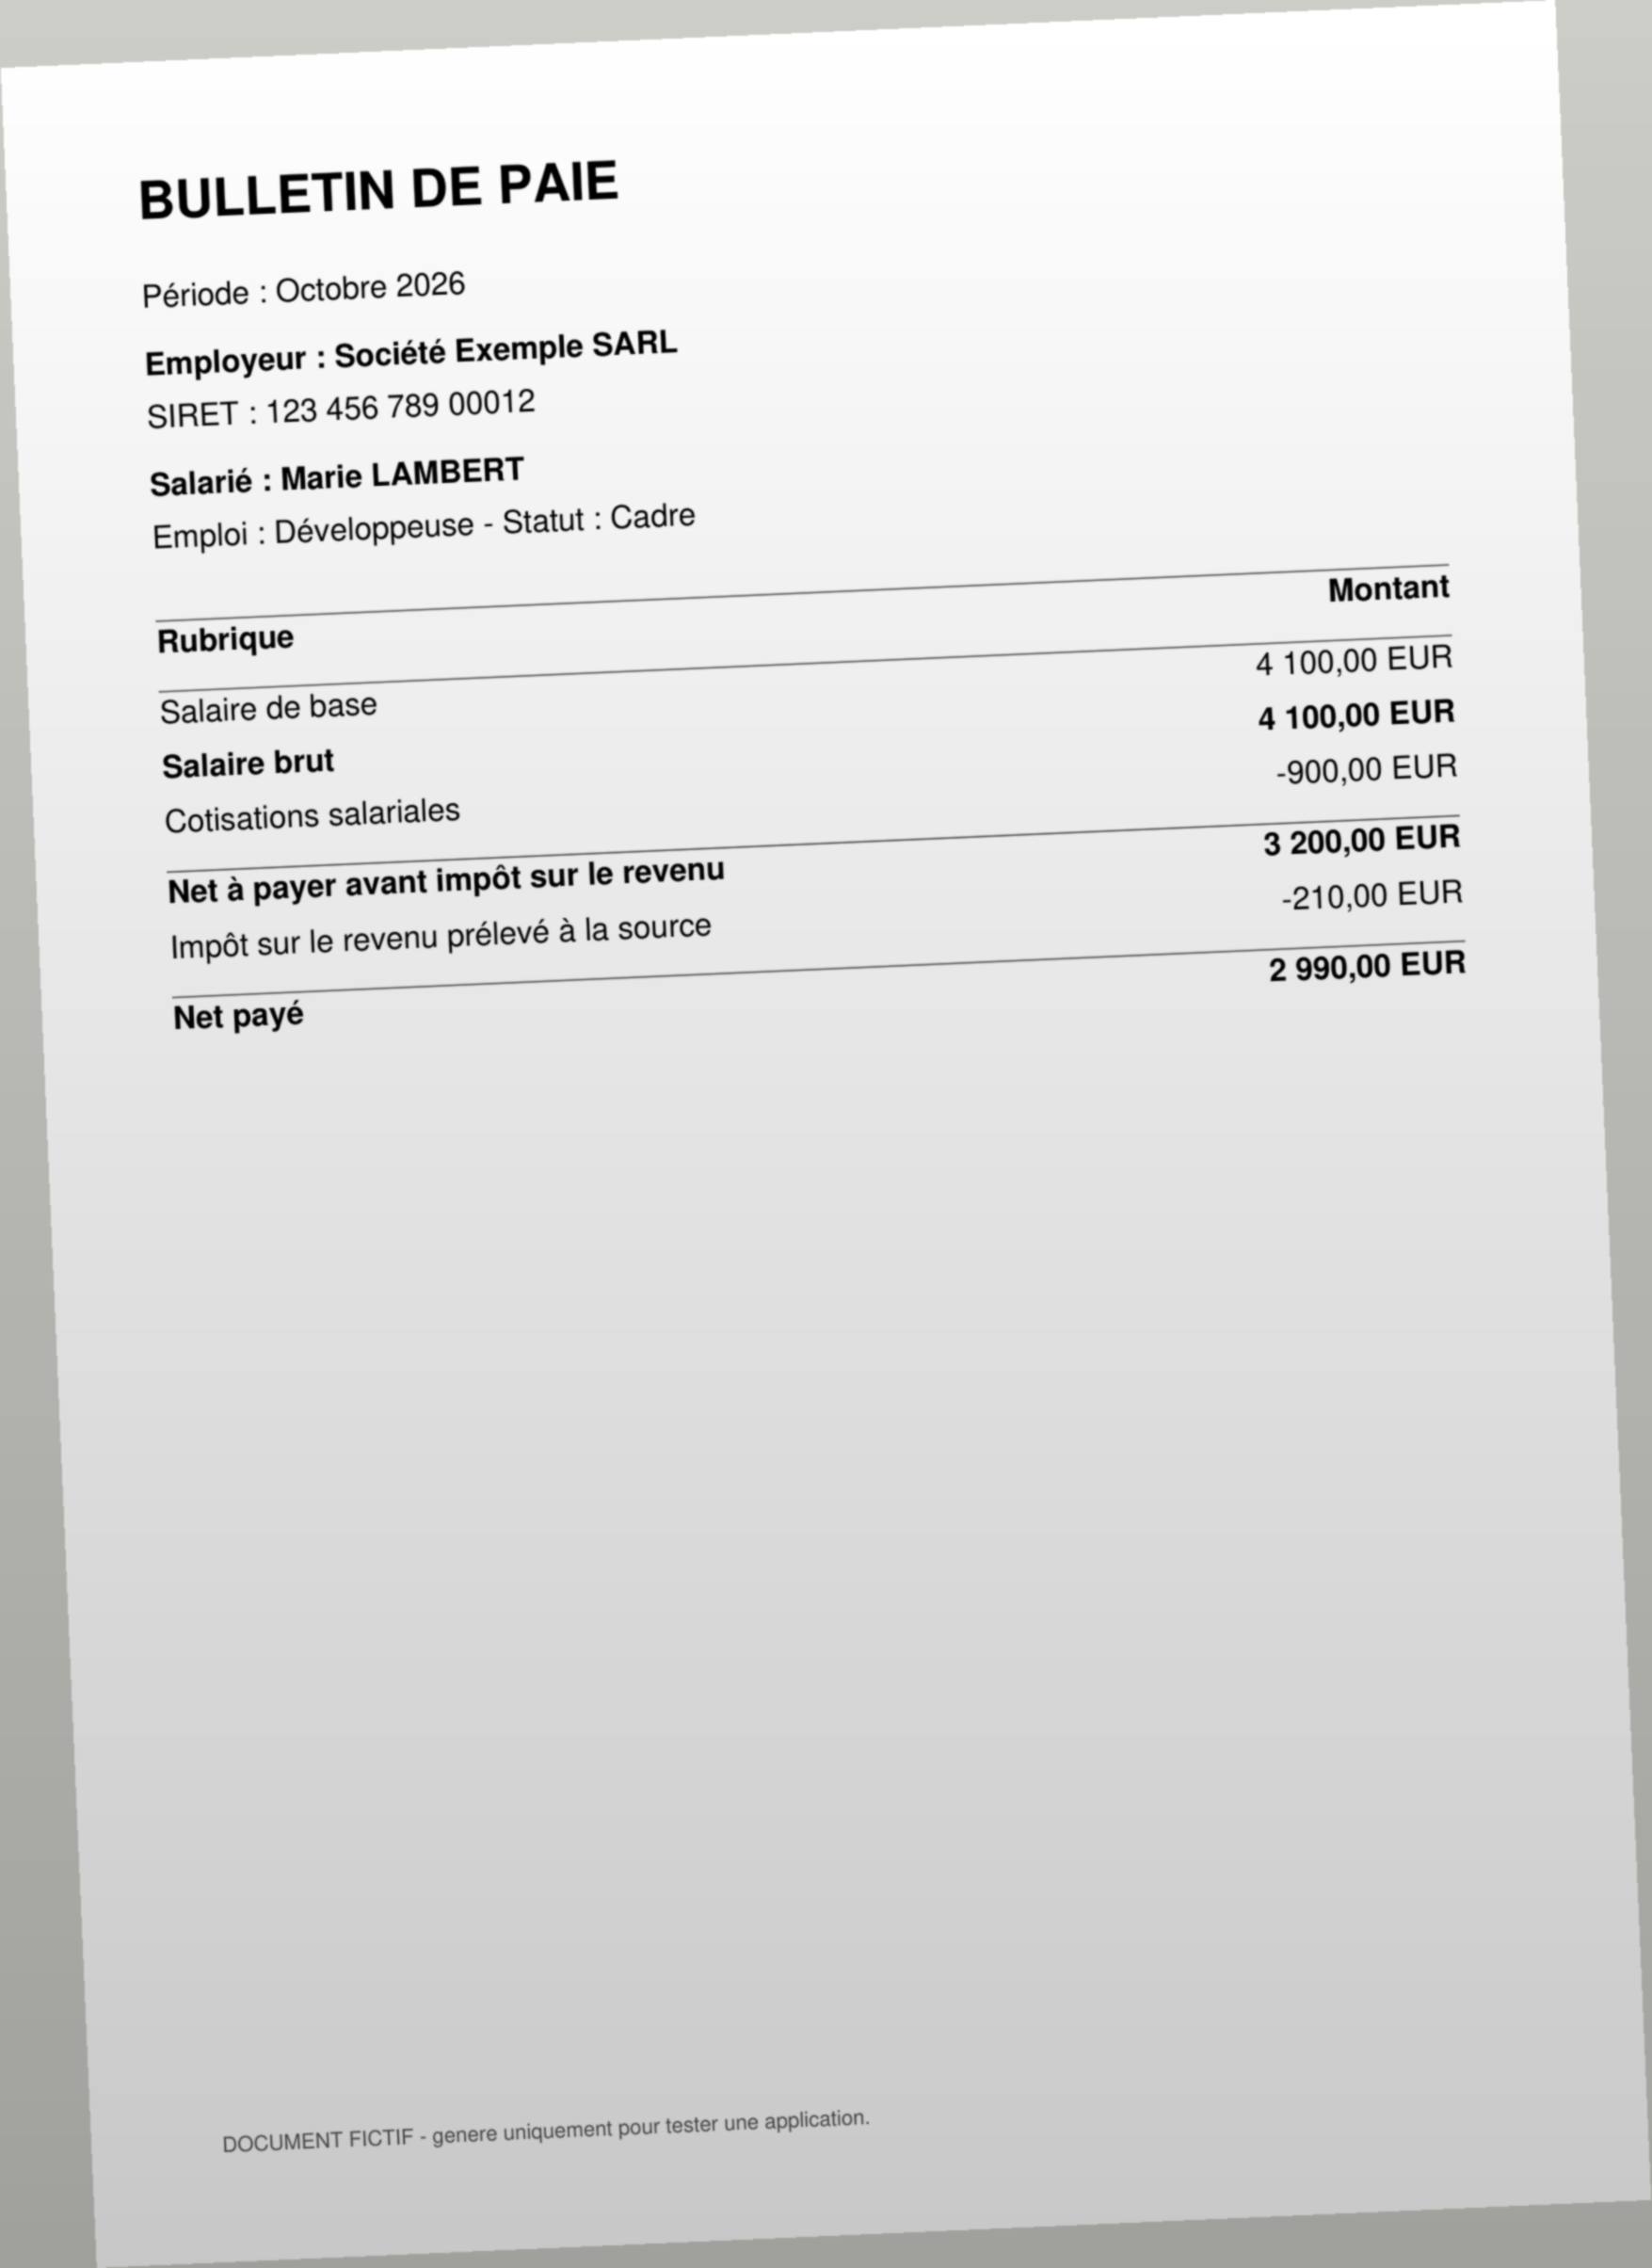 BULLETIN DE PAIE
Période : Octobre 2026
Employeur : Société Exemple SARL
SIRET : 123 456 789 00012
Salarié : Marie LAMBERT
Emploi : Développeuse - Statut : Cadre
Rubrique Montant
Salaire de base 4 100,00 EUR
Salaire brut 4 100,00 EUR
Cotisations salariales -900,00 EUR
Net à payer avant impôt sur le revenu 3 200,00 EUR
Impôt sur le revenu prélevé à la source -210,00 EUR
Net payé 2 990,00 EUR
DOCUMENT FICTIF - genere uniquement pour tester une application.